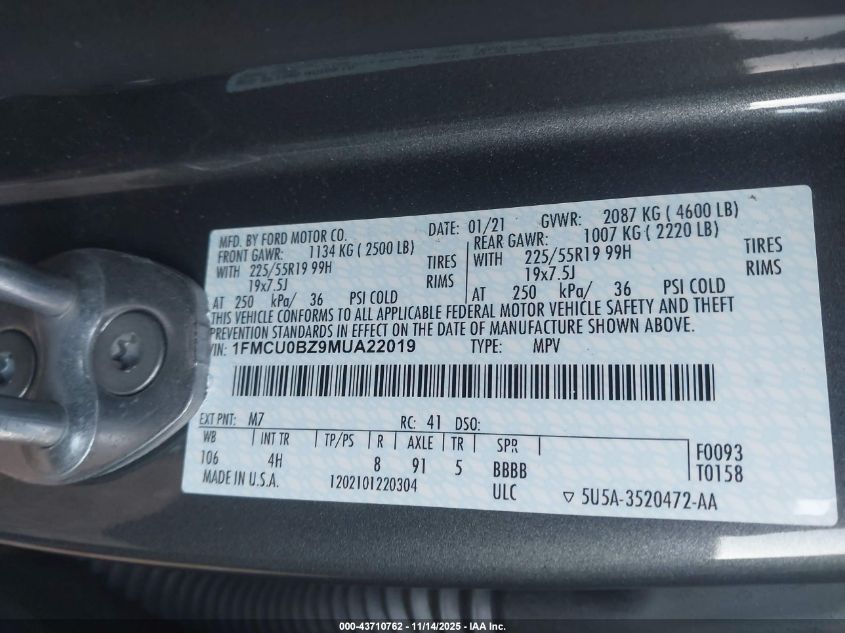 MFD. BY FORD MOTOR CO. DATE: 01/21 GVWR: 2087 KG ( 4600 LB)
FRONT GAWR: 1134 KG ( 2500 LB) REAR GAWR: 1007 KG ( 2220 LB)
WITH 225/55R19 99H TIRES WITH 225/55R19 99H TIRES
19x7.5J RIMS 19x7.5J RIMS
AT 250 kPa/ 36 PSI COLD AT 250 kPa/ 36 PSI COLD
THIS VEHICLE CONFORMS TO ALL APPLICABLE FEDERAL MOTOR VEHICLE SAFETY AND THEFT
PREVENTION STANDARDS IN EFFECT ON THE DATE OF MANUFACTURE SHOWN ABOVE.
VIN: 1FMCU0BZ9MUA22019 TYPE: MPV
EXT PNT: M7 RC: 41 DSO:
WB INT TR TP/PS R AXLE TR SPR F0093
106 4H 8 91 5 BBBB T0158
MADE IN U.S.A. 1202101220304 ULC ▽ 5U5A-3520472-AA
000-43710762 - 11/14/2025 - IAA Inc.